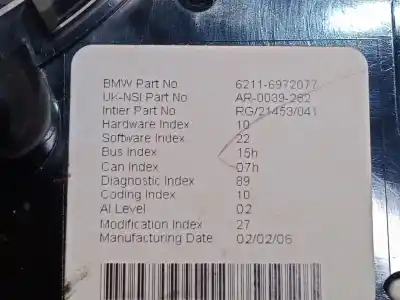 BMW Part No 6211-6972077
UK-NSI Part No AR-0039-262
Intier Part No RG/21453/041
Hardware Index 10
Software Index 22
Bus Index 15h
Can Index 07h
Diagnostic Index 89
Coding Index 10
AI Level 02
Modification Index 27
Manufacturing Date 02/02/06